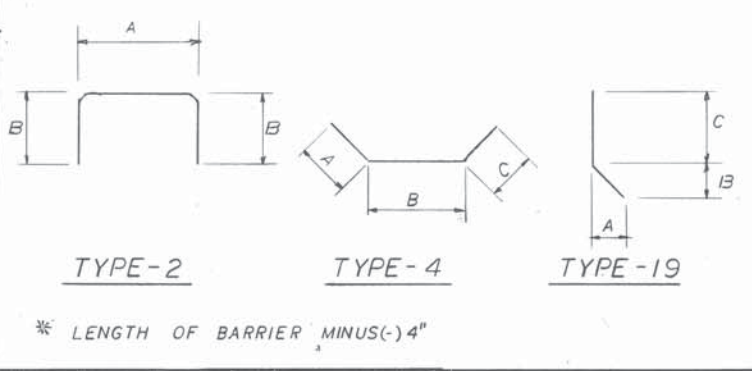 A
B
B
TYPE-2
A
B
C
TYPE-4
C
B
A
TYPE-19
* LENGTH OF BARRIER MINUS(-) 4"